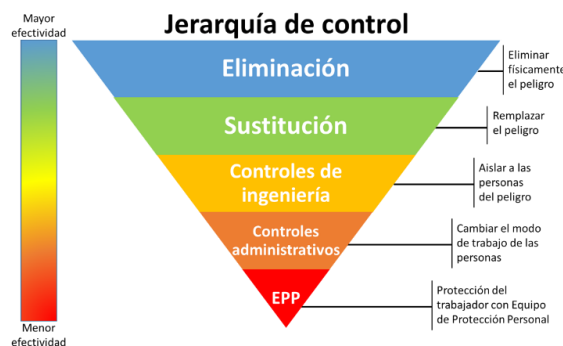 Mayor
efectividad
Jerarquía de control
Eliminación
Eliminar
físicamente
el peligro
Sustitución
Remplazar
el peligro
Controles de
ingeniería
Aislar a las
personas
del peligro
Controles
administrativos
Cambiar el modo
de trabajo de las
personas
EPP
Protección del
trabajador con Equipo
de Protección Personal
Menor
efectividad